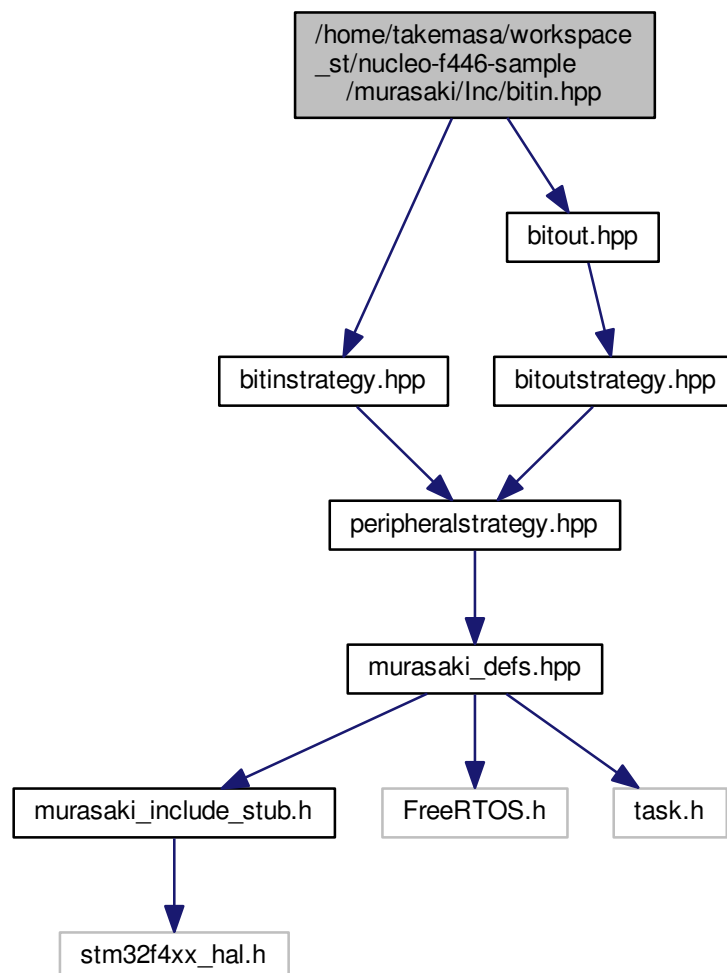 /home/takemasa/workspace
_st/nucleo-f446-sample
/murasaki/Inc/bitin.hpp
bitout.hpp
bitinstrategy.hpp
bitoutstrategy.hpp
peripheralstrategy.hpp
murasaki_defs.hpp
murasaki_include_stub.h
FreeRTOS.h
task.h
stm32f4xx_hal.h